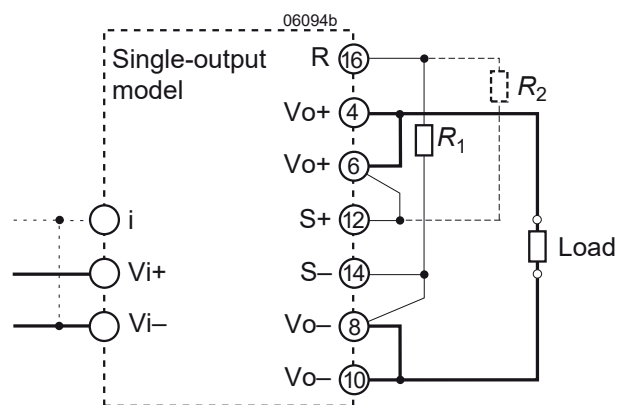 06094b
Single-output
model
R 16
R2
Vo+ 4
R1
Vo+ 6
i
S+ 12
Load
Vi+
S– 14
Vi–
Vo– 8
Vo– 10